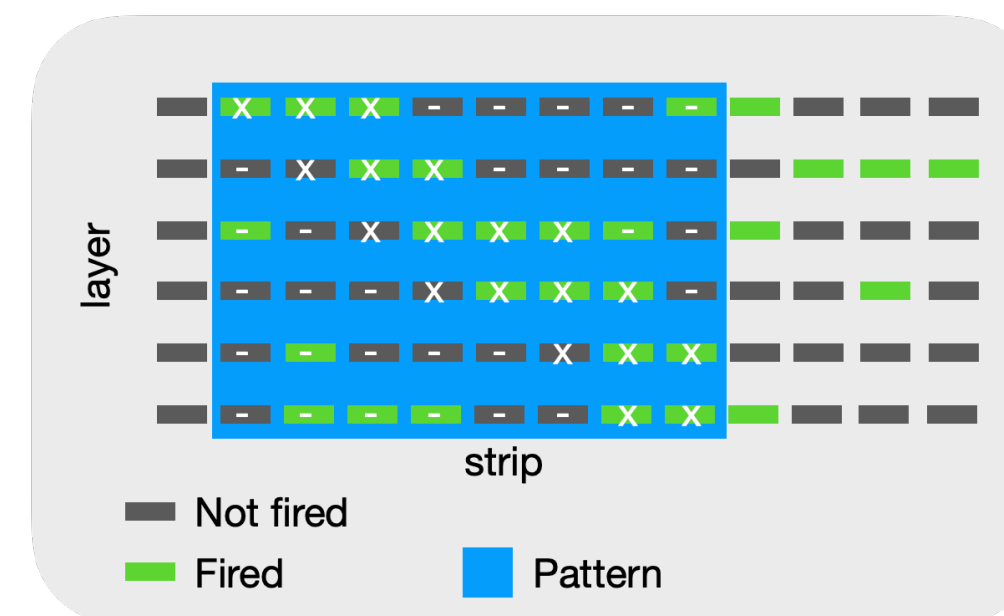 X X X - - - - -
- X X X - - - -
- - X X X X - -
- - - X X X X -
- - - - - X X X
- - - - - - X X
layer
strip
Not fired
Fired
Pattern